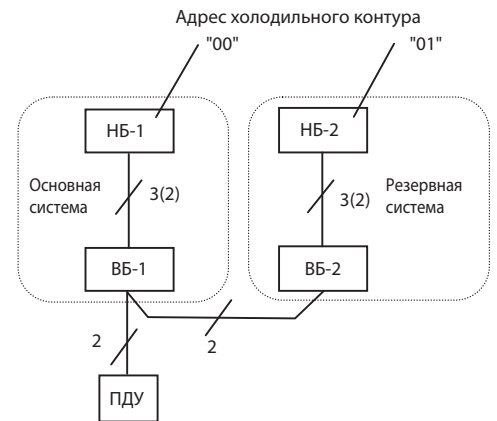 Адрес холодильного контура
"00"
"01"
НБ-1
НБ-2
Основная
система
3(2)
3(2)
Резервная
система
ВБ-1
ВБ-2
2
2
ПДУ